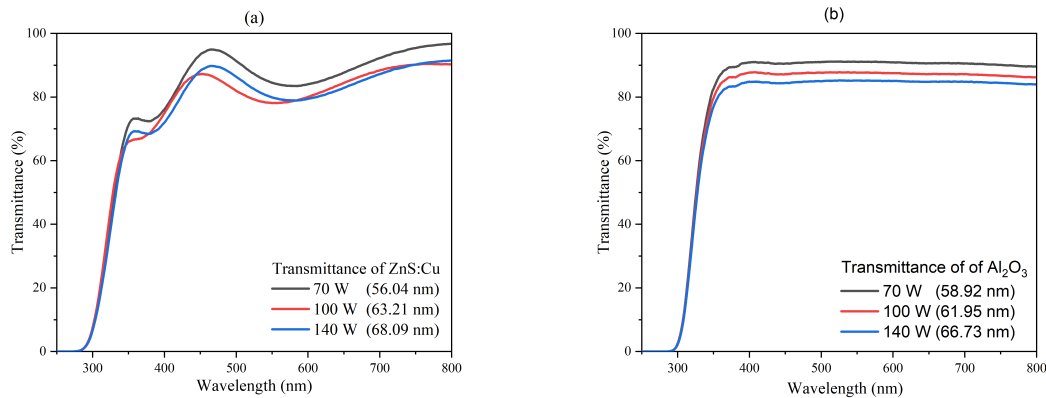 (a)
100
80
60
40
20
0
Transmittance (%)
300 400 500 600 700 800
Wavelength (nm)
Transmittance of ZnS:Cu
70 W (56.04 nm)
100 W (63.21 nm)
140 W (68.09 nm)
(b)
100
80
60
40
20
0
Transmittance (%)
200 300 400 500 600 700 800
Wavelength (nm)
Transmittance of of Al₂O₃
70 W (58.92 nm)
100 W (61.95 nm)
140 W (66.73 nm)